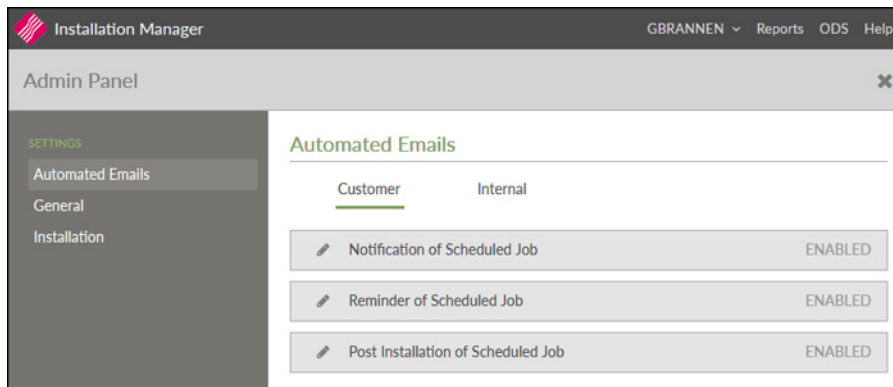 Installation Manager
GBRANNEN Reports ODS Help
Admin Panel
SETTINGS
Automated Emails
General
Installation
Automated Emails
Customer Internal
Notification of Scheduled Job ENABLED
Reminder of Scheduled Job ENABLED
Post Installation of Scheduled Job ENABLED